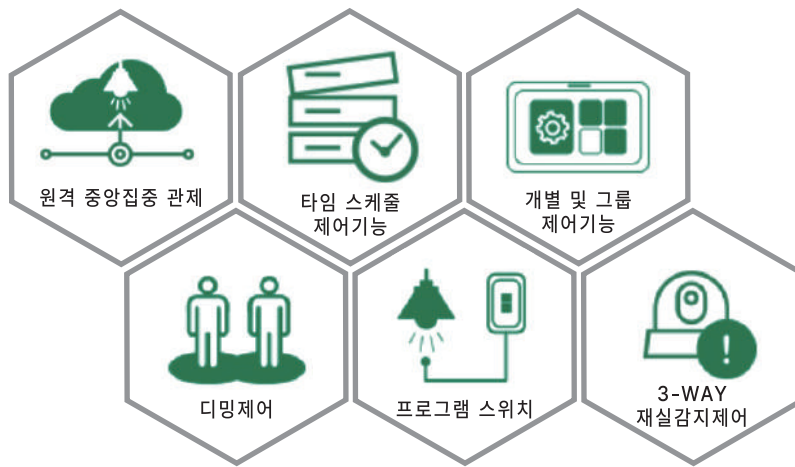 원격 중앙집중 관제
타임 스케줄
제어기능
개별 및 그룹
제어기능
디밍제어
프로그램 스위치
3-WAY
재실감지제어